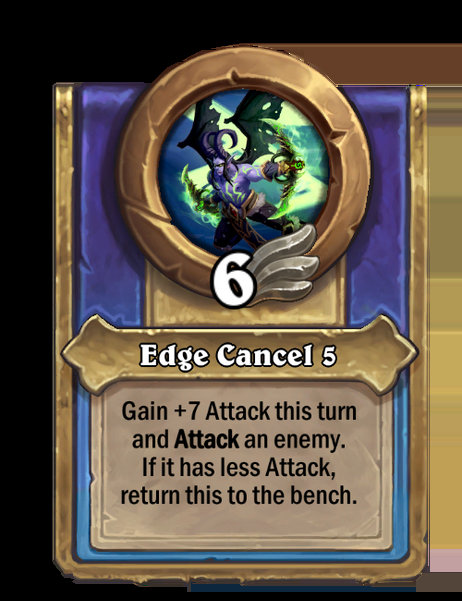 6
Edge Cancel 5
Gain +7 Attack this turn
and Attack an enemy.
If it has less Attack,
return this to the bench.